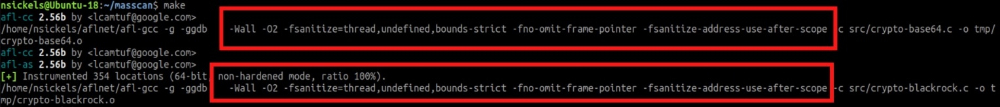 nsickels@Ubuntu-18:~/masscan$ make
afl-cc 2.56b by <lcamtuf@google.com>
/home/nsickels/aflnet/afl-gcc -g -ggdb    -Wall -O2 -fsanitize=thread,undefined,bounds-strict -fno-omit-frame-pointer -fsanitize-address-use-after-scope -c src/crypto-base64.c -o tmp/
crypto-base64.o
afl-cc 2.56b by <lcamtuf@google.com>
afl-as 2.56b by <lcamtuf@google.com>
[+] Instrumented 354 locations (64-bit, non-hardened mode, ratio 100%).
/home/nsickels/aflnet/afl-gcc -g -ggdb    -Wall -O2 -fsanitize=thread,undefined,bounds-strict -fno-omit-frame-pointer -fsanitize-address-use-after-scope -c src/crypto-blackrock.c -o t
mp/crypto-blackrock.o